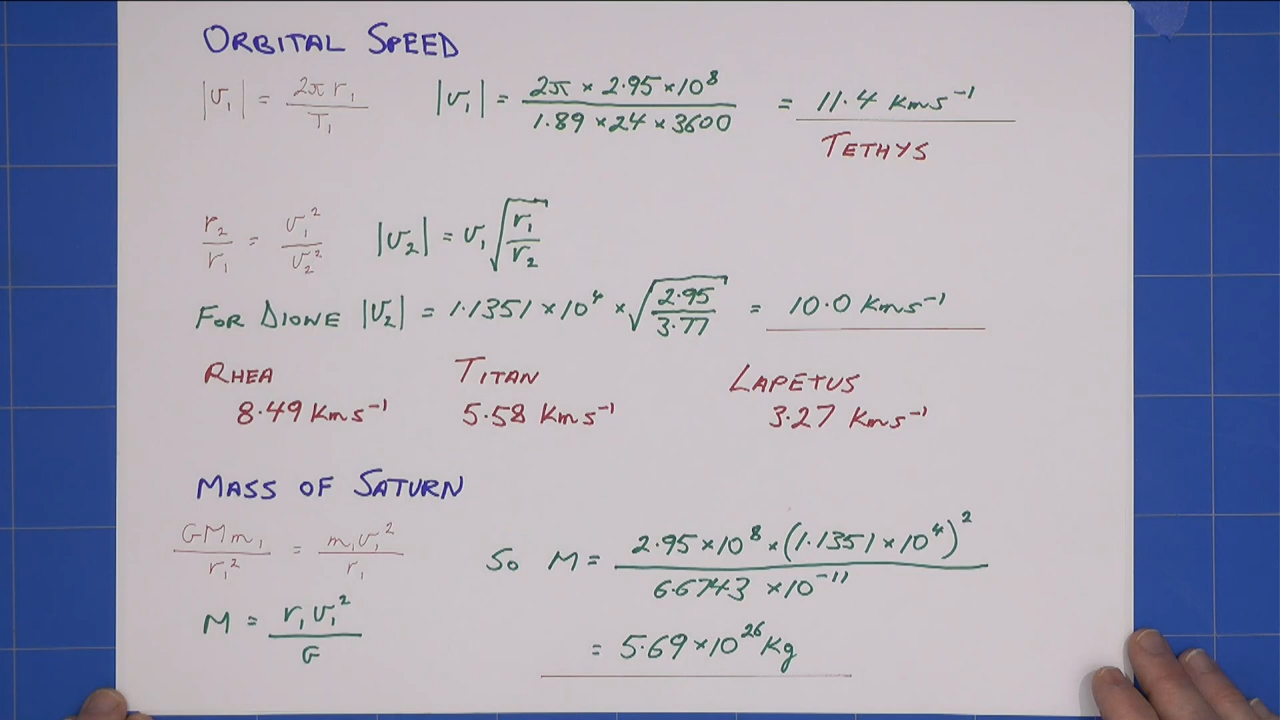 ORBITAL SPEED
|v₁| = 2π r₁ / T₁   |v₁| = 2π × 2.95 × 10⁸ / 1.89 × 24 × 3600 = 11.4 Kms⁻¹
TETHYS
r₂ / r₁ = v₁² / v₂²   |v₂| = v₁ √(r₁ / r₂)
FOR DIONE |v₂| = 1.1351 × 10⁴ × √(2.95 / 3.77) = 10.0 Kms⁻¹
RHEA   TITAN   LAPETUS
8.49 Kms⁻¹   5.58 Kms⁻¹   3.27 Kms⁻¹
MASS OF SATURN
GMm₁ / r₁² = m₁v₁² / r₁   So M = 2.95 × 10⁸ × (1.1351 × 10⁴)² / 6.6743 × 10⁻¹¹
M = r₁v₁² / G   = 5.69 × 10²⁶ Kg